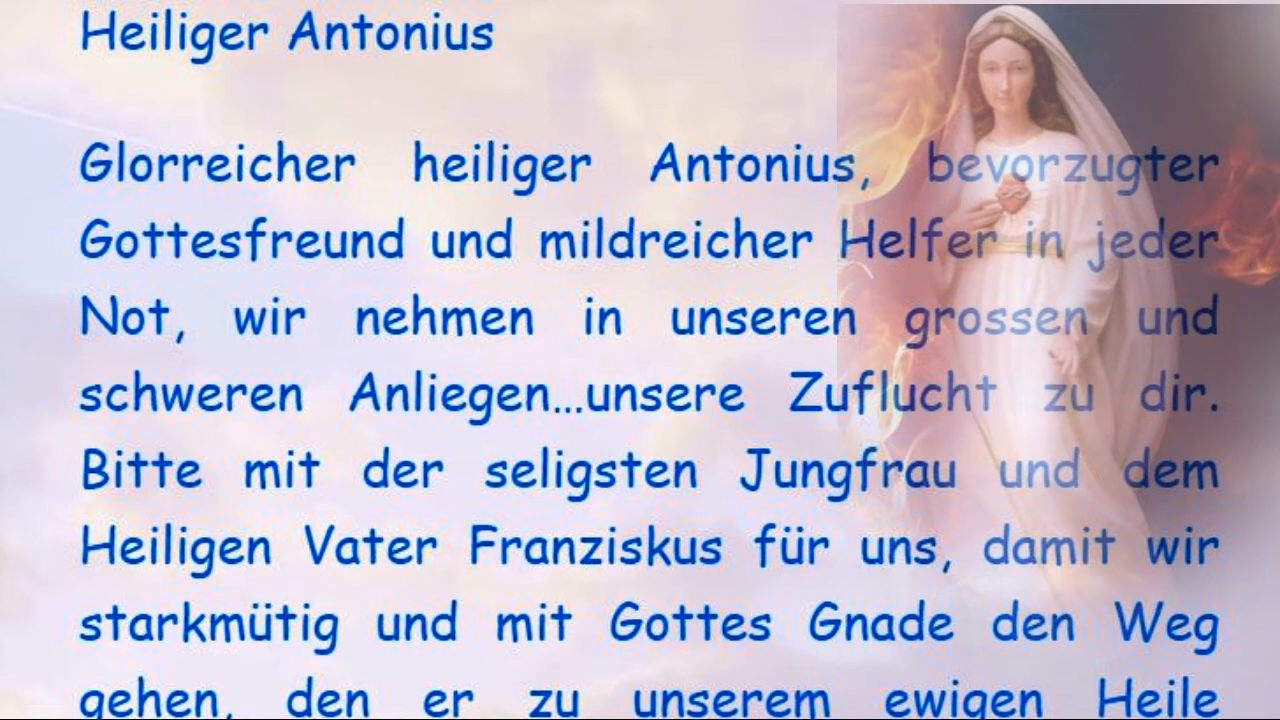 Heiliger Antonius
Glorreicher heiliger Antonius, bevorzugter
Gottesfreund und mildreicher Helfer in jeder
Not, wir nehmen in unseren grossen und
schweren Anliegen...unsere Zuflucht zu dir.
Bitte mit der seligsten Jungfrau und dem
Heiligen Vater Franziskus für uns, damit wir
starkmütig und mit Gottes Gnade den Weg
gehen, den er zu unserem ewigen Heile